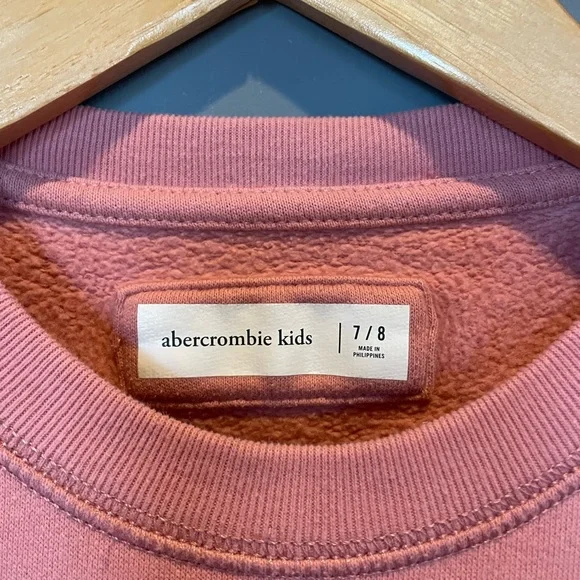 abercrombie kids
7 / 8
MADE IN
PHILIPPINES